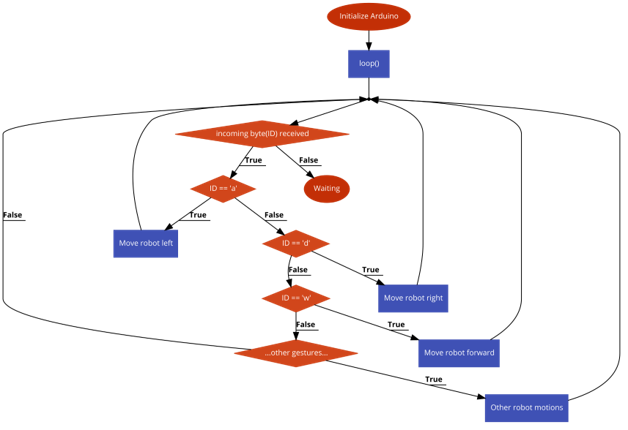 Initialize Arduino
loop()
incoming byte(ID) received
True
False
ID == 'a'
Waiting
True
False
False
Move robot left
ID == 'd'
False
True
ID == 'w'
Move robot right
False
True
...other gestures...
Move robot forward
True
Other robot motions